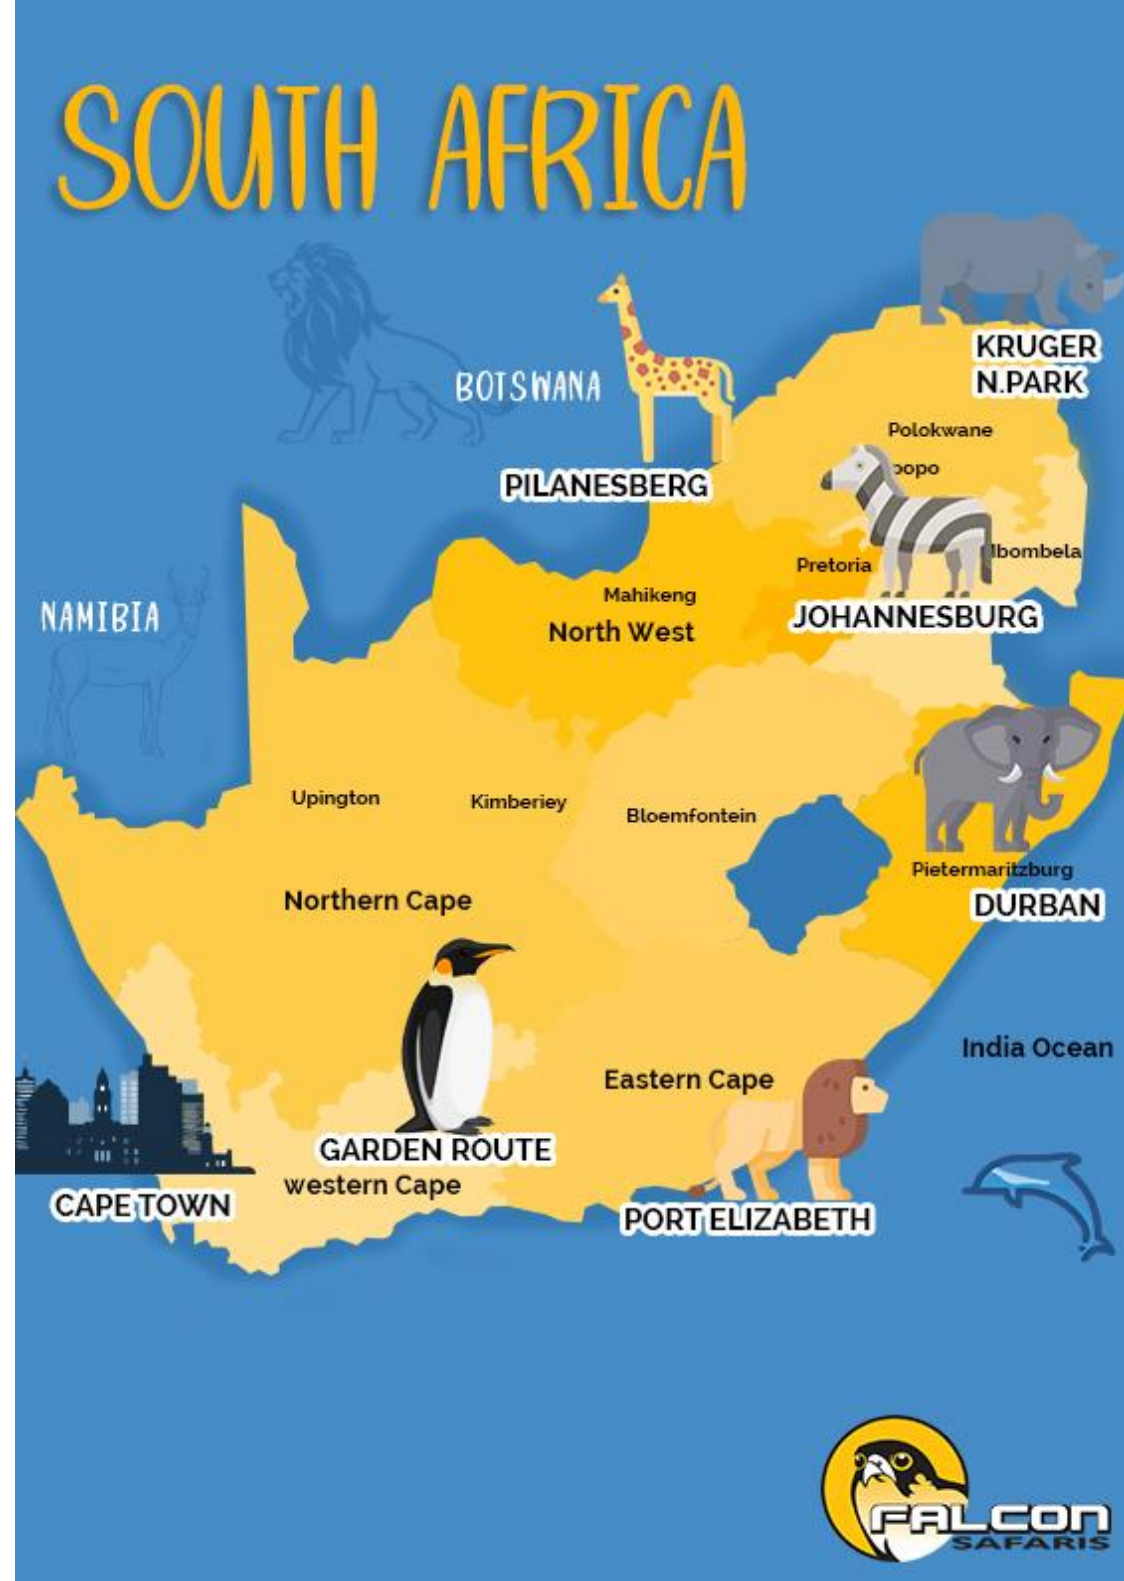 SOUTH AFRICA
KRUGER
N.PARK
BOTSWANA
Polokwane
PILANESBERG
Mbombela
Pretoria
Mahikeng
JOHANNESBURG
NAMIBIA
North West
Upington
Kimberiey
Bloemfontein
Pietermaritzburg
Northern Cape
DURBAN
India Ocean
Eastern Cape
GARDEN ROUTE
western Cape
CAPE TOWN
PORT ELIZABETH
FALCON
SAFARIS